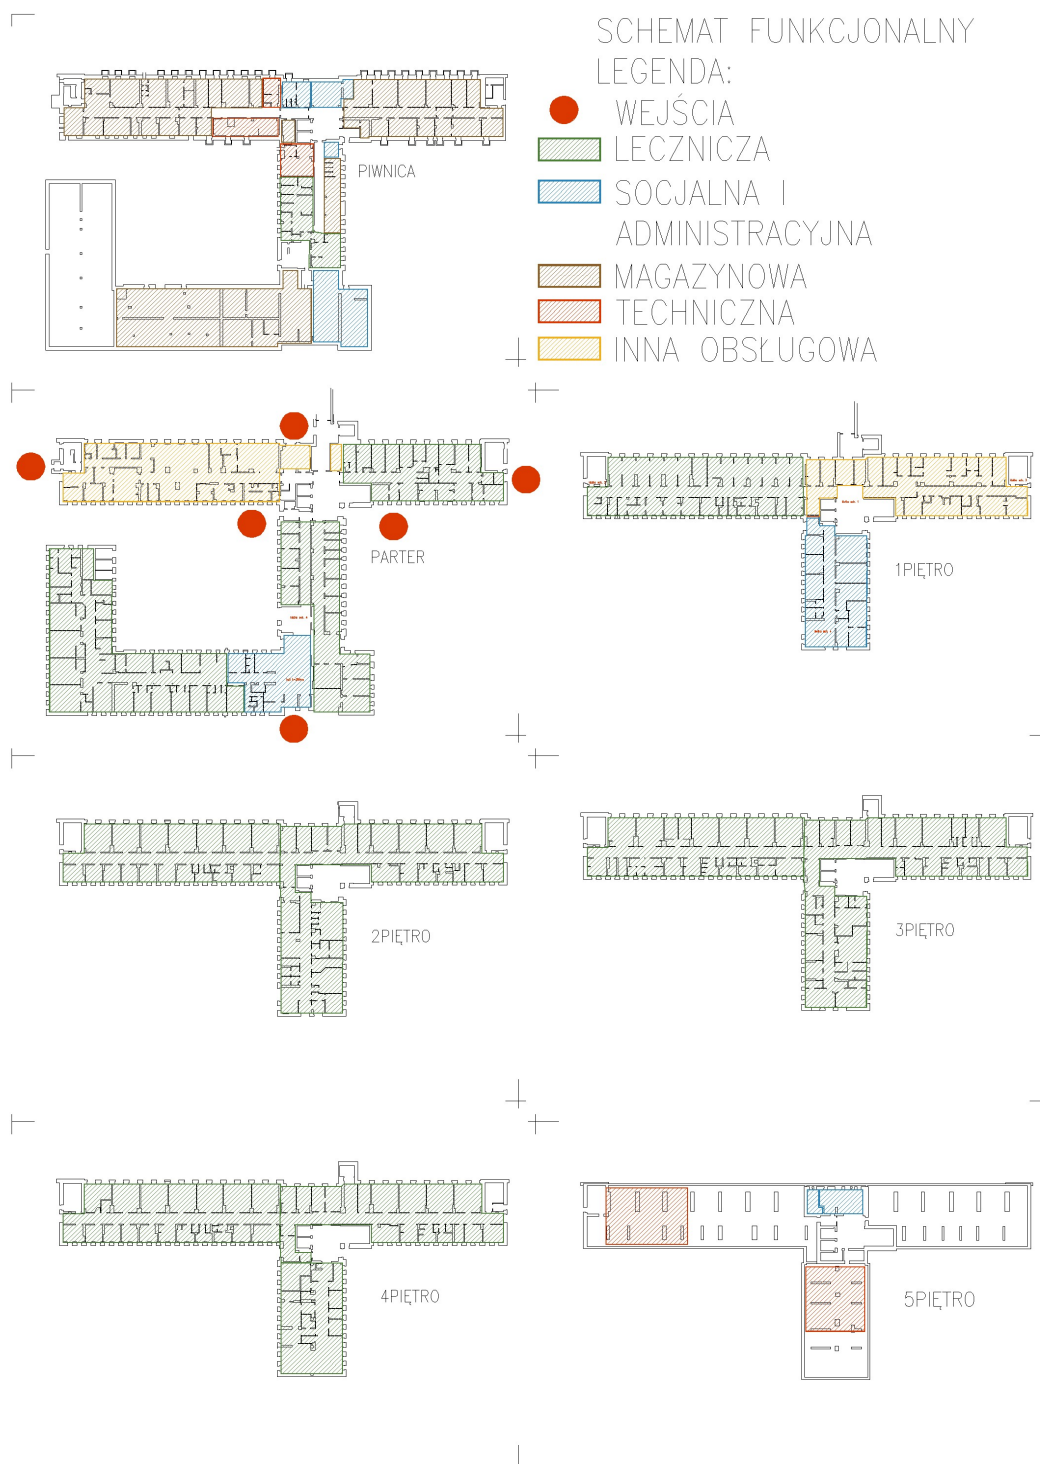 SCHEMAT FUNKCJONALNY
LEGENDA:
WEJŚCIA
LECZNICZA
SOCJALNA I
ADMINISTRACYJNA
MAGAZYNOWA
TECHNICZNA
INNA OBSŁUGOWA
PIWNICA
PARTER
1PIĘTRO
2PIĘTRO
3PIĘTRO
4PIĘTRO
5PIĘTRO